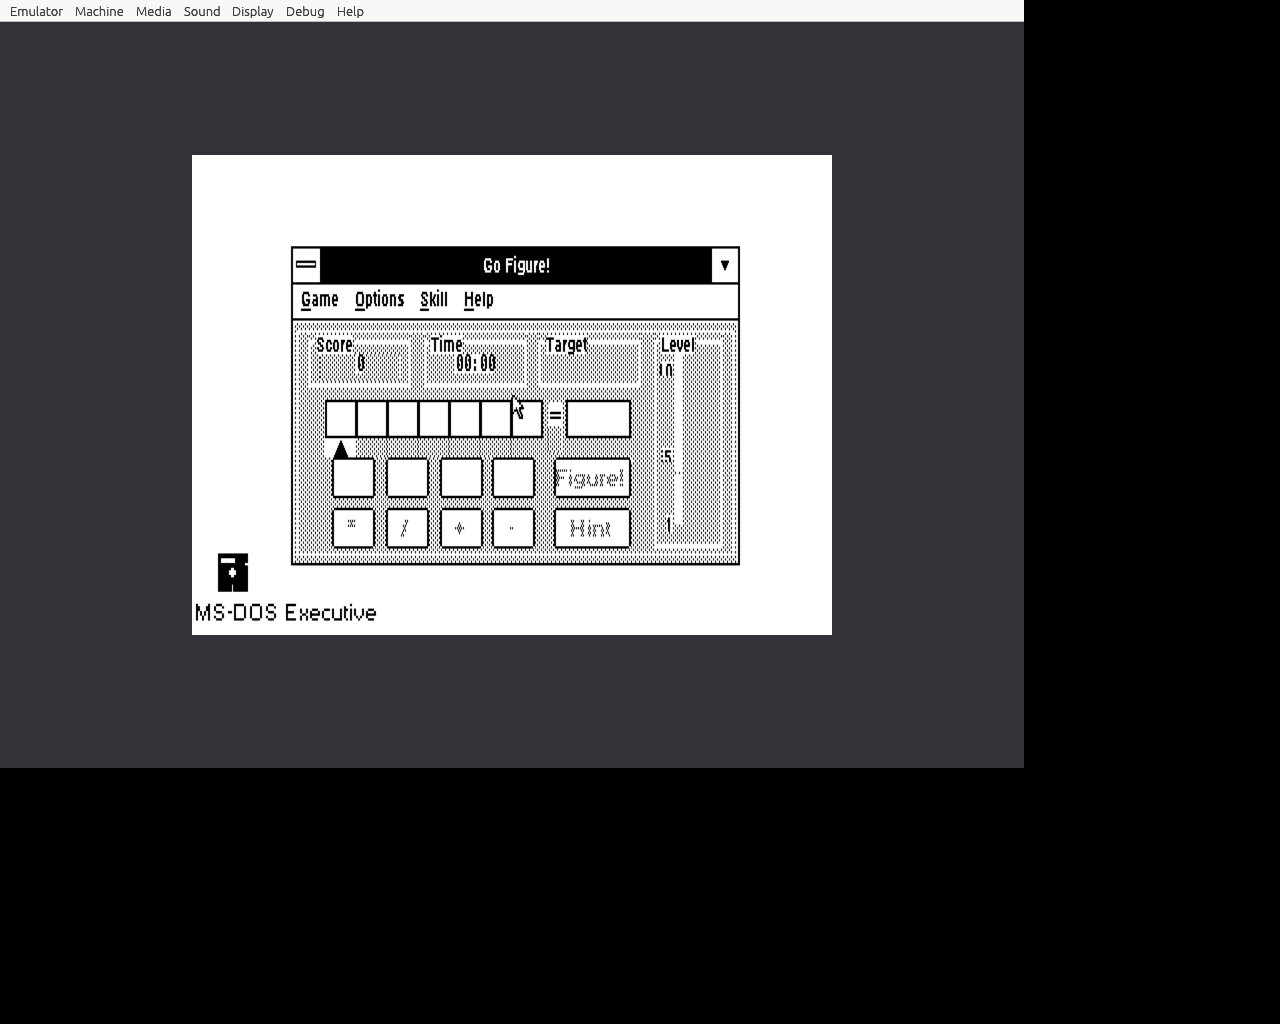 Emulator Machine Media Sound Display Debug Help
Go Figure!
Game Options Skill Help
Score Time Target Level
0 00:00
10
=
5
Figure!
* / + - Hint
1
MS-DOS Executive